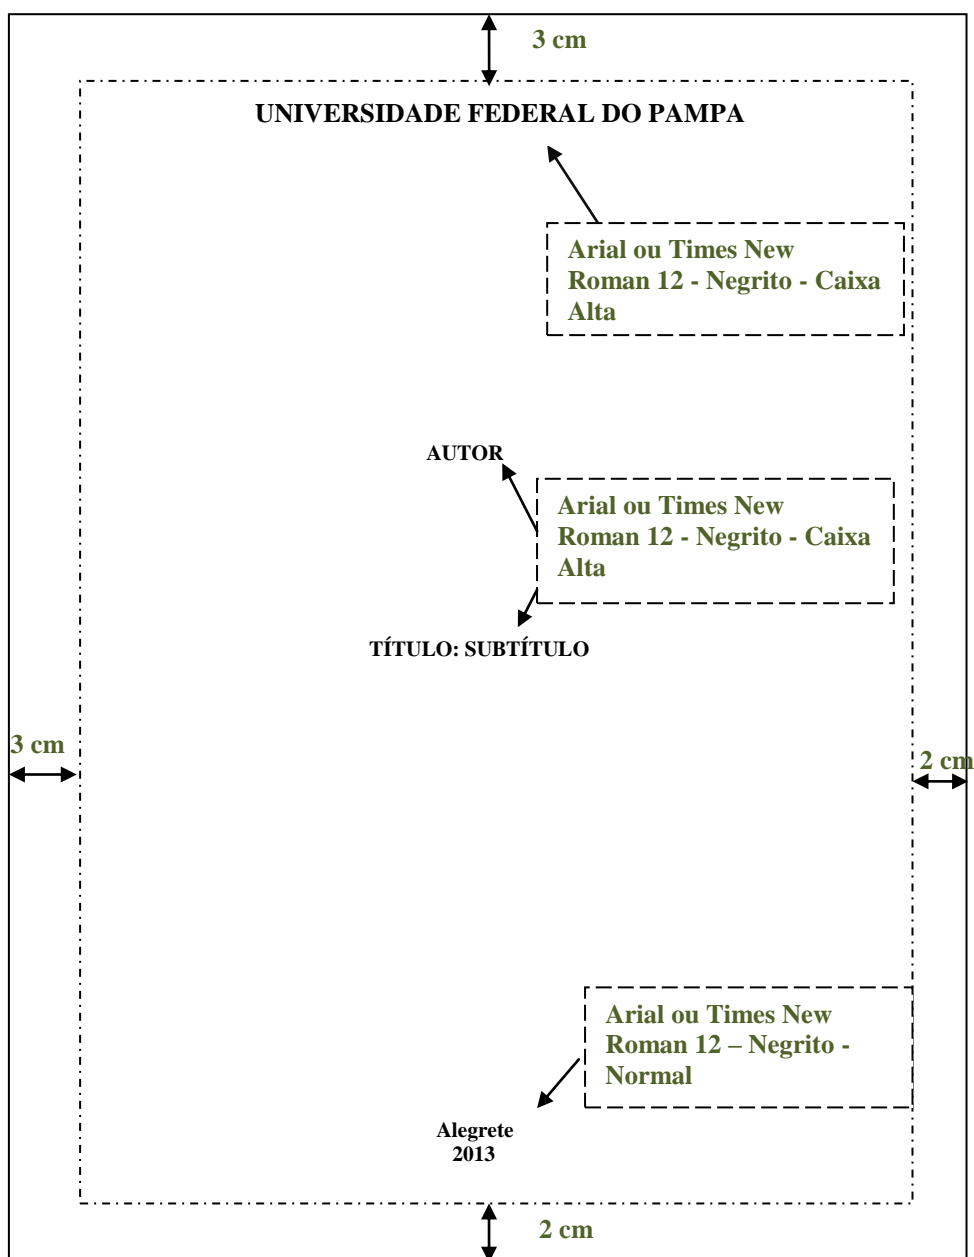 3 cm
UNIVERSIDADE FEDERAL DO PAMPA
Arial ou Times New
Roman 12 - Negrito - Caixa
Alta
AUTOR
Arial ou Times New
Roman 12 - Negrito - Caixa
Alta
TÍTULO: SUBTÍTULO
3 cm
2 cm
Arial ou Times New
Roman 12 – Negrito -
Normal
Alegrete
2013
2 cm